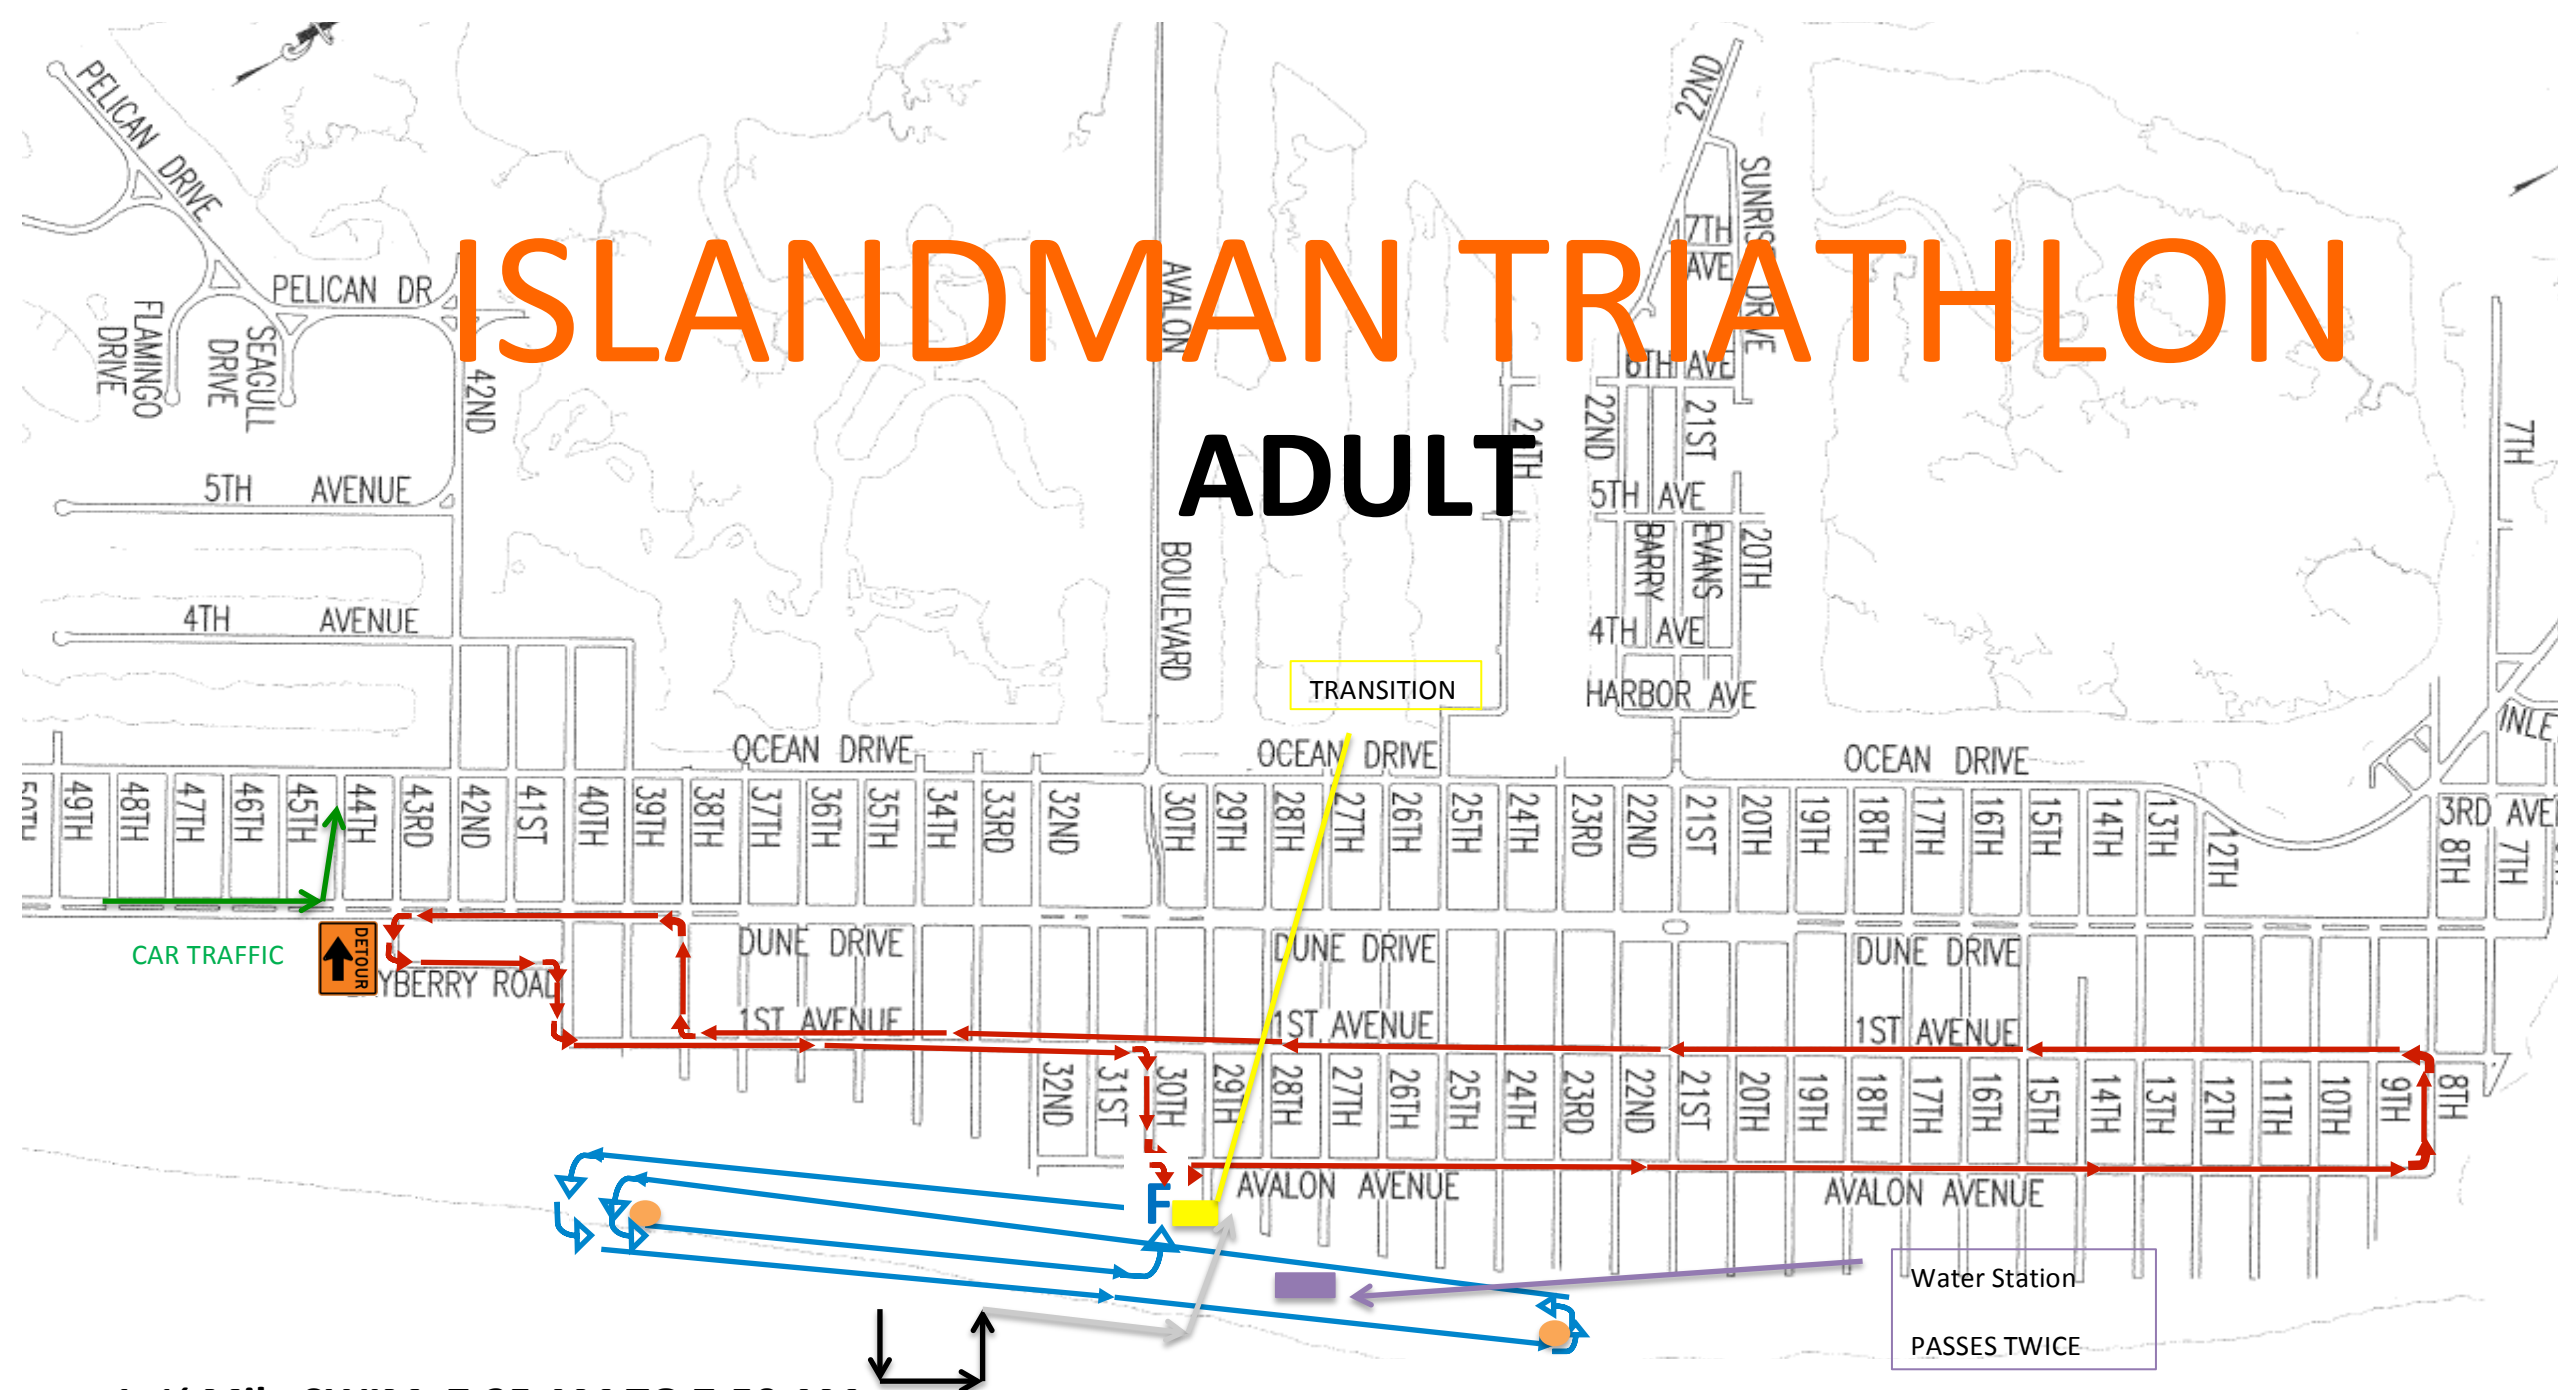 PELICAN DRIVE
22ND
SUNRISE DRIVE
7TH
AVE
ISLANDMAN TRIATHLON
PELICAN DR
FLAMINGO
DRIVE
SEAGULL
DRIVE
42ND
AVALON
BOULEVARD
6TH AVE
ADULT
24TH
22ND
21ST
7TH
5TH AVENUE
5TH AVE
BARRY
EVANS
20TH
4TH AVENUE
4TH AVE
TRANSITION
HARBOR AVE
OCEAN DRIVE
OCEAN DRIVE
OCEAN DRIVE
50TH
49TH
48TH
47TH
46TH
45TH
44TH
43RD
42ND
41ST
40TH
39TH
38TH
37TH
36TH
35TH
34TH
33RD
32ND
30TH
29TH
28TH
27TH
26TH
25TH
24TH
23RD
22ND
21ST
20TH
19TH
18TH
17TH
16TH
15TH
14TH
13TH
12TH
3RD AVE
8TH
7TH
CAR TRAFFIC
DETOUR
YBERRY ROAD
DUNE DRIVE
DUNE DRIVE
DUNE DRIVE
1ST AVENUE
1ST AVENUE
1ST AVENUE
32ND
31ST
30TH
29TH
28TH
27TH
26TH
25TH
24TH
23RD
22ND
21ST
20TH
19TH
18TH
17TH
16TH
15TH
14TH
13TH
12TH
11TH
10TH
9TH
8TH
F
AVALON AVENUE
AVALON AVENUE
Water Station
PASSES TWICE